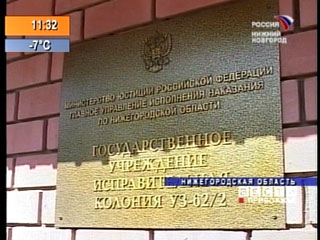 11:32
-7°C
РОССИЯ
НИЖНИЙ
НОВГОРОД
МИНИСТЕРСТВО ЮСТИЦИИ РОССИЙСКОЙ ФЕДЕРАЦИИ
ГЛАВНОЕ УПРАВЛЕНИЕ ИСПОЛНЕНИЯ НАКАЗАНИЯ
ПО НИЖЕГОРОДСКОЙ ОБЛАСТИ
ГОСУДАРСТВЕННОЕ
УЧРЕЖДЕНИЕ
КОЛОНИЯ УЗ-62/2
НИЖЕГОРОДСКАЯ ОБЛАСТЬ